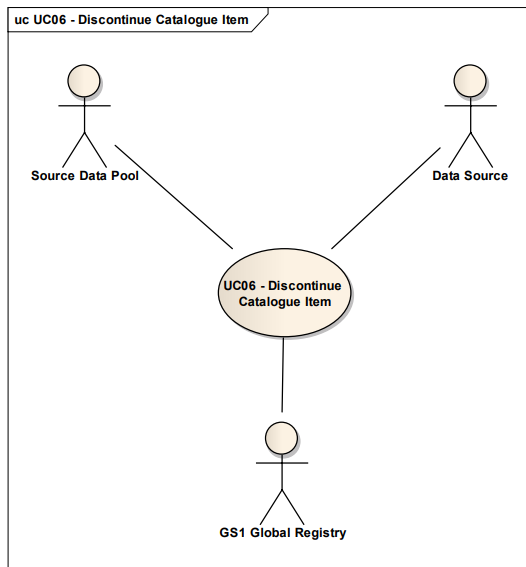 uc UC06 - Discontinue Catalogue Item
Source Data Pool
Data Source
UC06 - Discontinue
Catalogue Item
GS1 Global Registry